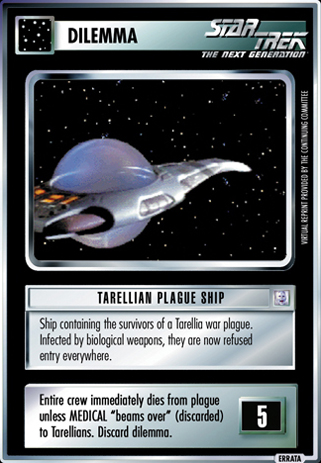 DILEMMA
STAR TREK
THE NEXT GENERATION
VIRTUAL REPRINT PROVIDED BY THE CONTINUING COMMITTEE
TARELLIAN PLAGUE SHIP
Ship containing the survivors of a Tarellia war plague.
Infected by biological weapons, they are now refused
entry everywhere.
Entire crew immediately dies from plague
unless MEDICAL "beams over" (discarded)
to Tarellians. Discard dilemma.
5
ERRATA